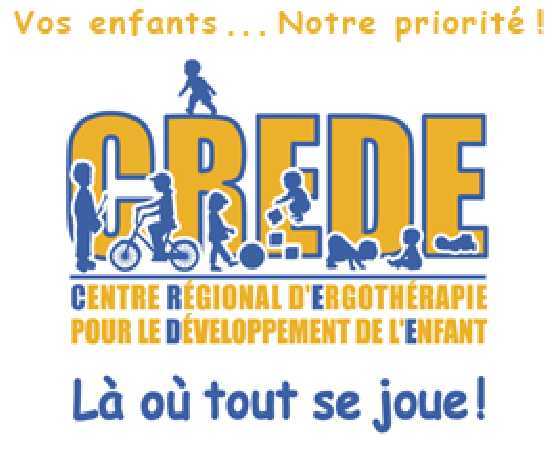 Vos enfants... Notre priorité !
CREDE
CENTRE RÉGIONAL D'ERGOTHÉRAPIE
POUR LE DÉVELOPPEMENT DE L'ENFANT
Là où tout se joue!